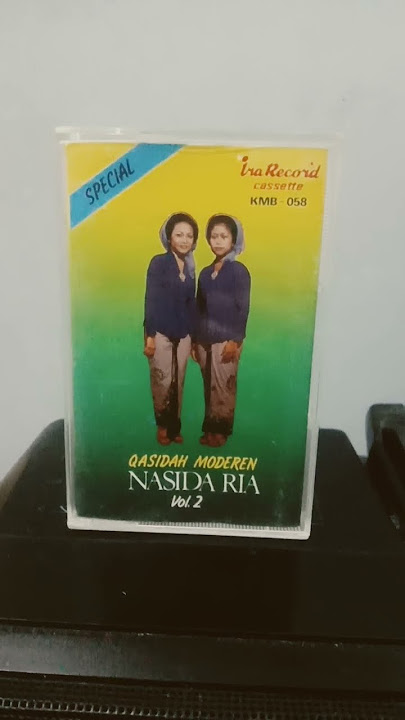 SPECIAL
Ira Record
cassette
KMB - 058
QASIDAH MODEREN
NASIDA RIA
Vol. 2